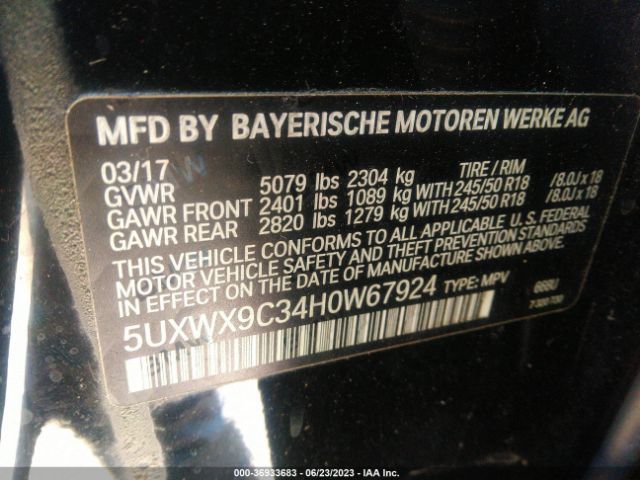 MFD BY BAYERISCHE MOTOREN WERKE AG
03/17 TIRE / RIM
GVWR 5079 lbs 2304 kg
GAWR FRONT 2401 lbs 1089 kg WITH 245/50 R18 /8.0J x 18
GAWR REAR 2820 lbs 1279 kg WITH 245/50 R18 /8.0J x 18
THIS VEHICLE CONFORMS TO ALL APPLICABLE U.S. FEDERAL
MOTOR VEHICLE SAFETY AND THEFT PREVENTION STANDARDS
IN EFFECT ON THE DATE OF MANUFACTURE SHOWN ABOVE.
5UXWX9C34H0W67924 TYPE: MPV
000-36933683 / 06/23/2023 - IAA Inc.